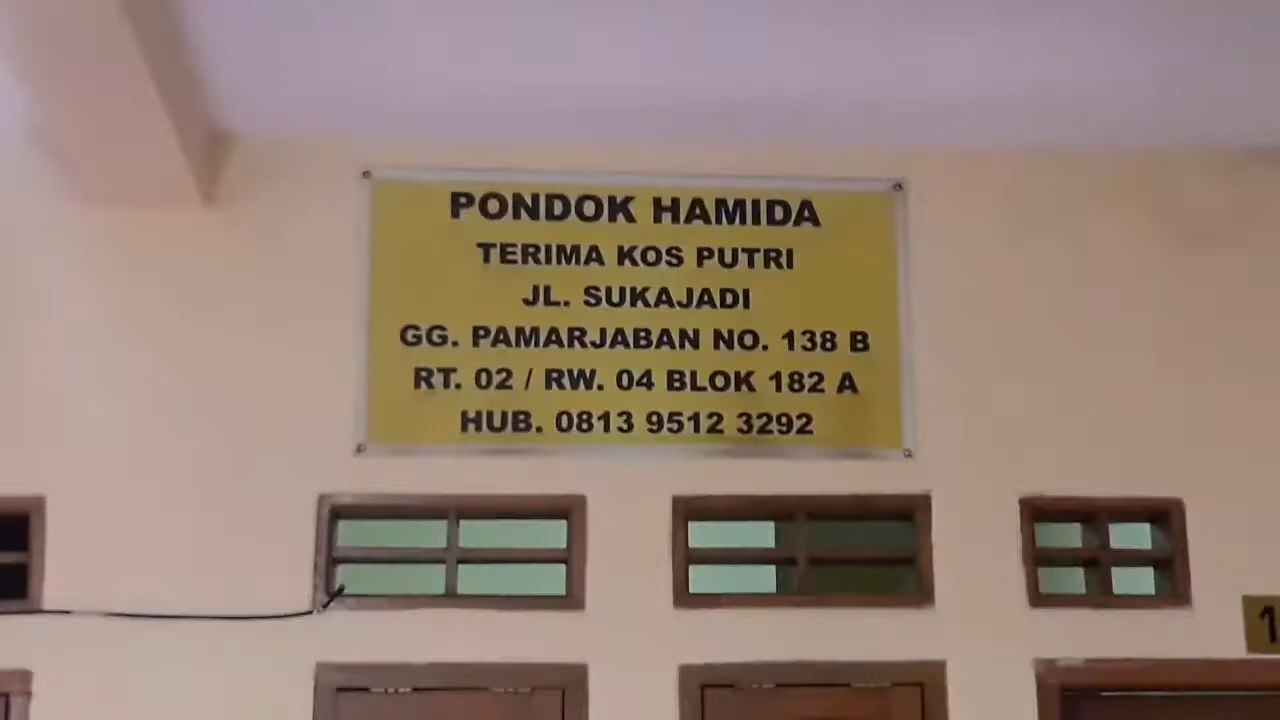 PONDOK HAMIDA
TERIMA KOS PUTRI
JL. SUKAJADI
GG. PAMARJABAN NO. 138 B
RT. 02 / RW. 04 BLOK 182 A
HUB. 0813 9512 3292
1